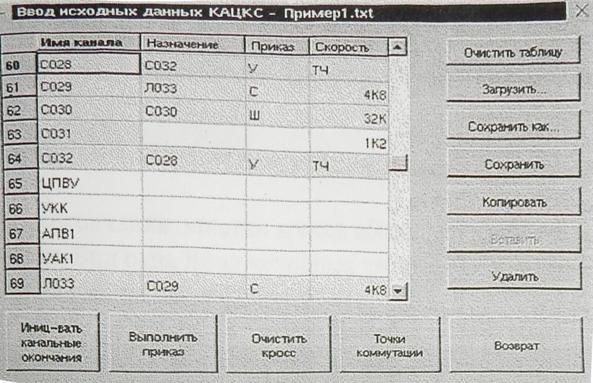 Ввод исходных данных КАЦКС - Пример1.txt
Имя канала Назначение Приказ Скорость
60 С028 С032 У ТЧ
61 С029 Л033 С 4К8
62 С030 С030 Ш 32К
63 С031 1К2
64 С032 С028 У ТЧ
65 ЦПВУ
66 УКК
67 АПВ1
68 УАК1
69 Л033 С029 С 4К8
Очистить таблицу
Загрузить...
Сохранить как...
Сохранить
Копировать
Вставить
Удалить
Иниц-вать
канальные
окончания
Выполнить
приказ
Очистить
кросс
Точки
коммутации
Возврат